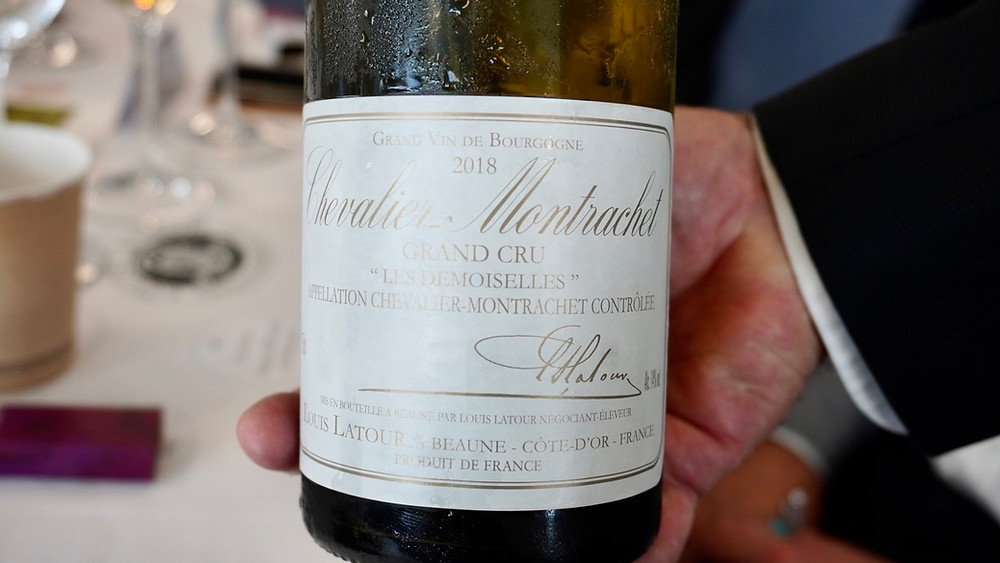 GRAND VIN DE BOURGOGNE
2018
Chevalier-Montrachet
GRAND CRU
"LES DEMOISELLES"
APPELLATION CHEVALIER-MONTRACHET CONTRÔLÉE
LHLatour
MIS EN BOUTEILLE A BEAUNE PAR LOUIS LATOUR NÉGOCIANT-ÉLEVEUR
LOUIS LATOUR, A BEAUNE - CÔTE-D'OR - FRANCE
PRODUIT DE FRANCE